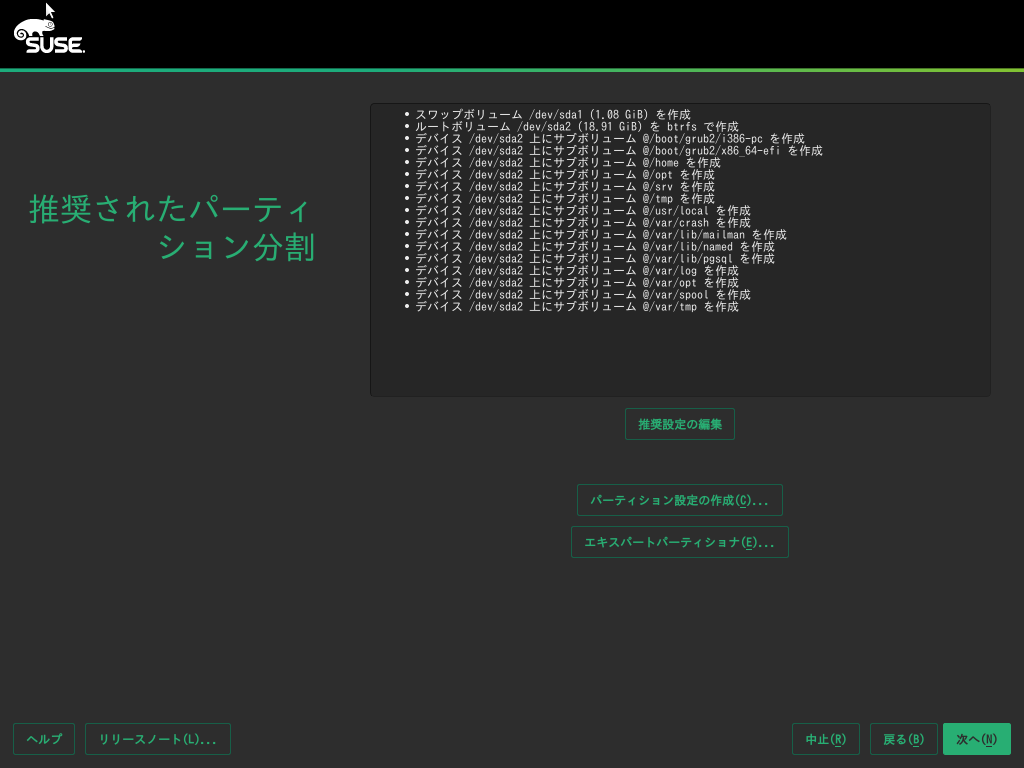 SUSE.
推奨されたパーティ
ション分割
• スワップボリューム /dev/sda1 (1.08 GiB) を作成
• ルートボリューム /dev/sda2 (18.91 GiB) を btrfs で作成
• デバイス /dev/sda2 上にサブボリューム @/boot/grub2/i386-pc を作成
• デバイス /dev/sda2 上にサブボリューム @/boot/grub2/x86_64-efi を作成
• デバイス /dev/sda2 上にサブボリューム @/home を作成
• デバイス /dev/sda2 上にサブボリューム @/opt を作成
• デバイス /dev/sda2 上にサブボリューム @/srv を作成
• デバイス /dev/sda2 上にサブボリューム @/tmp を作成
• デバイス /dev/sda2 上にサブボリューム @/usr/local を作成
• デバイス /dev/sda2 上にサブボリューム @/var/crash を作成
• デバイス /dev/sda2 上にサブボリューム @/var/lib/mailman を作成
• デバイス /dev/sda2 上にサブボリューム @/var/lib/named を作成
• デバイス /dev/sda2 上にサブボリューム @/var/lib/pgsql を作成
• デバイス /dev/sda2 上にサブボリューム @/var/log を作成
• デバイス /dev/sda2 上にサブボリューム @/var/opt を作成
• デバイス /dev/sda2 上にサブボリューム @/var/spool を作成
• デバイス /dev/sda2 上にサブボリューム @/var/tmp を作成
推奨設定の編集
パーティション設定の作成(C)...
エキスパートパーティショナ(E)...
ヘルプ
リリースノート(L)...
中止(R)
戻る(B)
次へ(N)